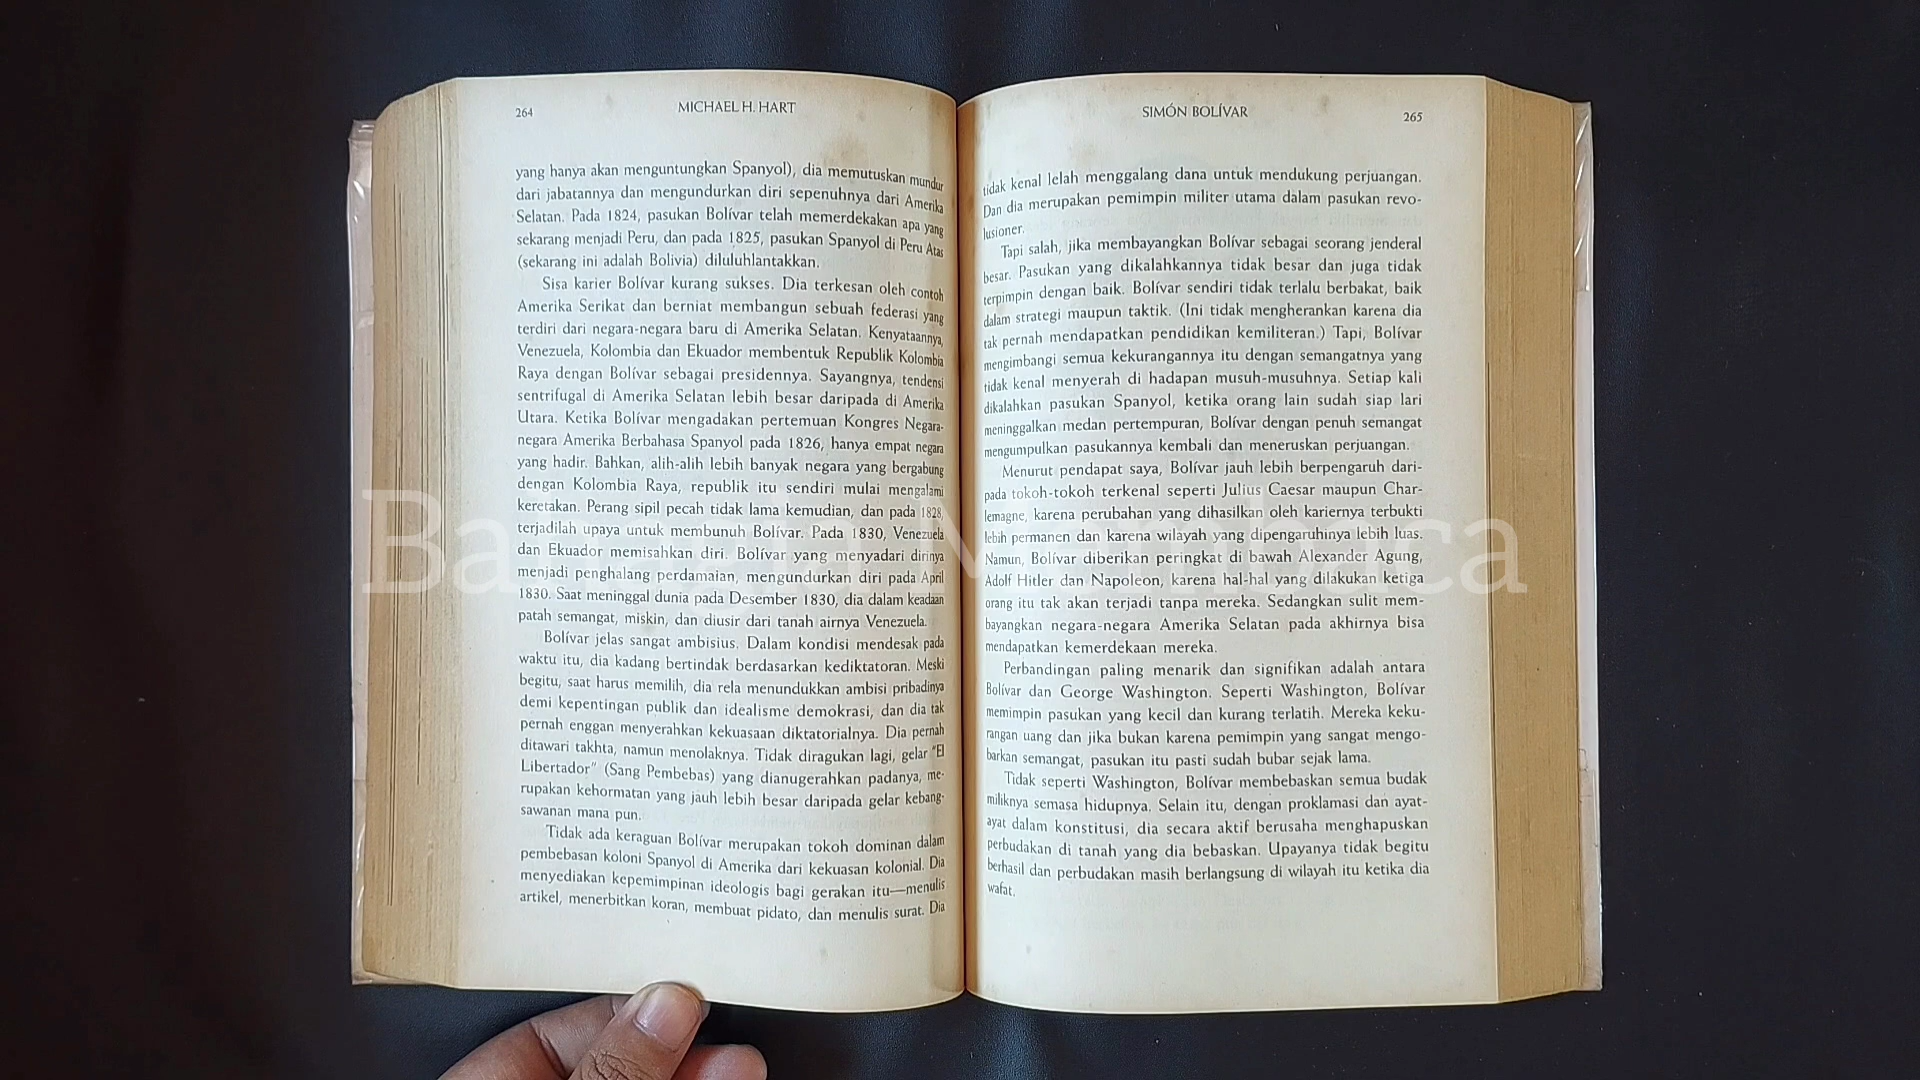 264
MICHAEL H. HART
yang hanya akan menguntungkan Spanyol), dia memutuskan mundur
dari jabatannya dan mengundurkan diri sepenuhnya dari Amerika
Selatan. Pada 1824, pasukan Bolívar telah memerdekakan apa yang
sekarang menjadi Peru, dan pada 1825, pasukan Spanyol di Peru Atas
(sekarang ini adalah Bolivia) diluluhlantakkan.
Sisa karier Bolívar kurang sukses. Dia terkesan oleh contoh
Amerika Serikat dan berniat membangun sebuah federasi yang
terdiri dari negara-negara baru di Amerika Selatan. Kenyataannya,
Venezuela, Kolombia dan Ekuador membentuk Republik Kolombia
Raya dengan Bolívar sebagai presidennya. Sayangnya, tendensi
sentrifugal di Amerika Selatan lebih besar daripada di Amerika
Utara. Ketika Bolívar mengadakan pertemuan Kongres Negara-
negara Amerika Berbahasa Spanyol pada 1826, hanya empat negara
yang hadir. Bahkan, alih-alih lebih banyak negara yang bergabung
dengan Kolombia Raya, republik itu sendiri mulai mengalami
keretakan. Perang sipil pecah tidak lama kemudian, dan pada 1828,
terjadilah upaya untuk membunuh Bolívar. Pada 1830, Venezuela
dan Ekuador memisahkan diri. Bolívar yang menyadari dirinya
menjadi penghalang perdamaian, mengundurkan diri pada April
1830. Saat meninggal dunia pada Desember 1830, dia dalam keadaan
patah semangat, miskin, dan diusir dari tanah airnya Venezuela.
Bolívar jelas sangat ambisius. Dalam kondisi mendesak pada
waktu itu, dia kadang bertindak berdasarkan kediktatoran. Meski
begitu, saat harus memilih, dia rela menundukkan ambisi pribadinya
demi kepentingan publik dan idealisme demokrasi, dan dia tak
pernah enggan menyerahkan kekuasaan diktatorialnya. Dia pernah
ditawari takhta, namun menolaknya. Tidak diragukan lagi, gelar "El
Libertador" (Sang Pembebas) yang dianugerahkan padanya, me-
rupakan kehormatan yang jauh lebih besar daripada gelar kebang-
sawanan mana pun.
Tidak ada keraguan Bolívar merupakan tokoh dominan dalam
pembebasan koloni Spanyol di Amerika dari kekuasan kolonial. Dia
menyediakan kepemimpinan ideologis bagi gerakan itu—menulis
artikel, menerbitkan koran, membuat pidato, dan menulis surat. Dia
SIMÓN BOLÍVAR
265
tidak kenal lelah menggalang dana untuk mendukung perjuangan.
Dan dia merupakan pemimpin militer utama dalam pasukan revo-
lusioner.
Tapi salah, jika membayangkan Bolívar sebagai seorang jenderal
besar. Pasukan yang dikalahkannya tidak besar dan juga tidak
terpimpin dengan baik. Bolívar sendiri tidak terlalu berbakat, baik
dalam strategi maupun taktik. (Ini tidak mengherankan karena dia
tak pernah mendapatkan pendidikan kemiliteran.) Tapi, Bolívar
mengimbangi semua kekurangannya itu dengan semangatnya yang
tidak kenal menyerah di hadapan musuh-musuhnya. Setiap kali
dikalahkan pasukan Spanyol, ketika orang lain sudah siap lari
meninggalkan medan pertempuran, Bolívar dengan penuh semangat
mengumpulkan pasukannya kembali dan meneruskan perjuangan.
Menurut pendapat saya, Bolívar jauh lebih berpengaruh dari-
pada tokoh-tokoh terkenal seperti Julius Caesar maupun Char-
lemagne, karena perubahan yang dihasilkan oleh kariernya terbukti
lebih permanen dan karena wilayah yang dipengaruhinya lebih luas.
Namun, Bolívar diberikan peringkat di bawah Alexander Agung,
Adolf Hitler dan Napoleon, karena hal-hal yang dilakukan ketiga
orang itu tak akan terjadi tanpa mereka. Sedangkan sulit mem-
bayangkan negara-negara Amerika Selatan pada akhirnya bisa
mendapatkan kemerdekaan mereka.
Perbandingan paling menarik dan signifikan adalah antara
Bolívar dan George Washington. Seperti Washington, Bolívar
memimpin pasukan yang kecil dan kurang terlatih. Mereka keku-
rangan uang dan jika bukan karena pemimpin yang sangat mengo-
barkan semangat, pasukan itu pasti sudah bubar sejak lama.
Tidak seperti Washington, Bolívar membebaskan semua budak
miliknya semasa hidupnya. Selain itu, dengan proklamasi dan ayat-
ayat dalam konstitusi, dia secara aktif berusaha menghapuskan
perbudakan di tanah yang dia bebaskan. Upayanya tidak begitu
berhasil dan perbudakan masih berlangsung di wilayah itu ketika dia
wafat.